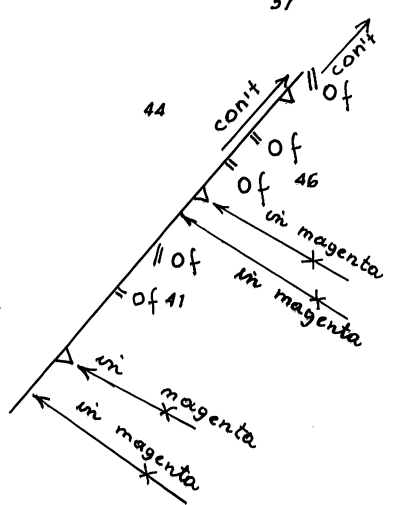 37
con't
Of
con't
44
Of
Of 46
in magenta
in magenta
Of
Of 41
in magenta
in magenta